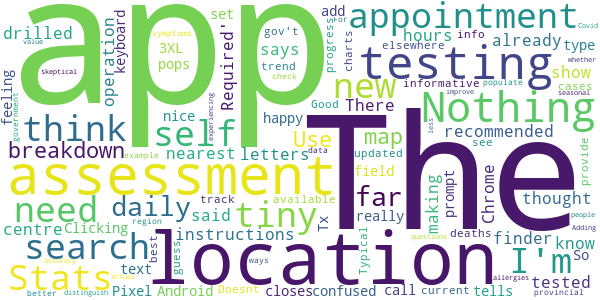 app
The
location
assessment
appointment
testing
Nothing
new
think
self
search
Stats
need
tiny
I'm
far
daily
map
Use
breakdown
instructions
centre
drilled
operation
keyboard
3XL
pops
says
trend
set
gov't
Required'
add
progress
charts
hours
There
informative
already
elsewhere
type
info
show
cases
symptoms
value
skeptical
feeling
government
nice
happy
experiencing
Good
check
For
Covid
whether
populate
improve
seasonal
less
updated
recommended
see
data
nearest
letters
field
prompt
making
Chrome
thought
finder
know
So
provide
people
Adding
provincial
tested
said
track
available
really
Tx
Typical
deaths
Clicking
text
best
guess
example
region
Pixel
Android
Doesnt
closes
confused
call
current
tells
questions
allergies
ways
better
distinguish
accuracy
actual